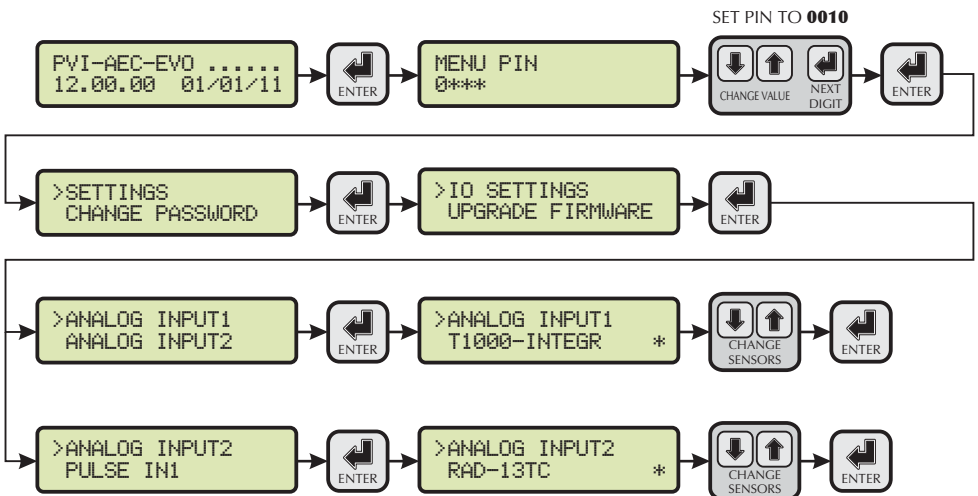 SET PIN TO 0010
PVI-AEC-EVO ......
12.00.00 01/01/11
ENTER
MENU PIN
0***
CHANGE VALUE
NEXT
DIGIT
ENTER
>SETTINGS
CHANGE PASSWORD
ENTER
>IO SETTINGS
UPGRADE FIRMWARE
ENTER
>ANALOG INPUT1
ANALOG INPUT2
ENTER
>ANALOG INPUT1
T1000-INTEGR *
CHANGE
SENSORS
ENTER
>ANALOG INPUT2
PULSE IN1
ENTER
>ANALOG INPUT2
RAD-13TC *
CHANGE
SENSORS
ENTER